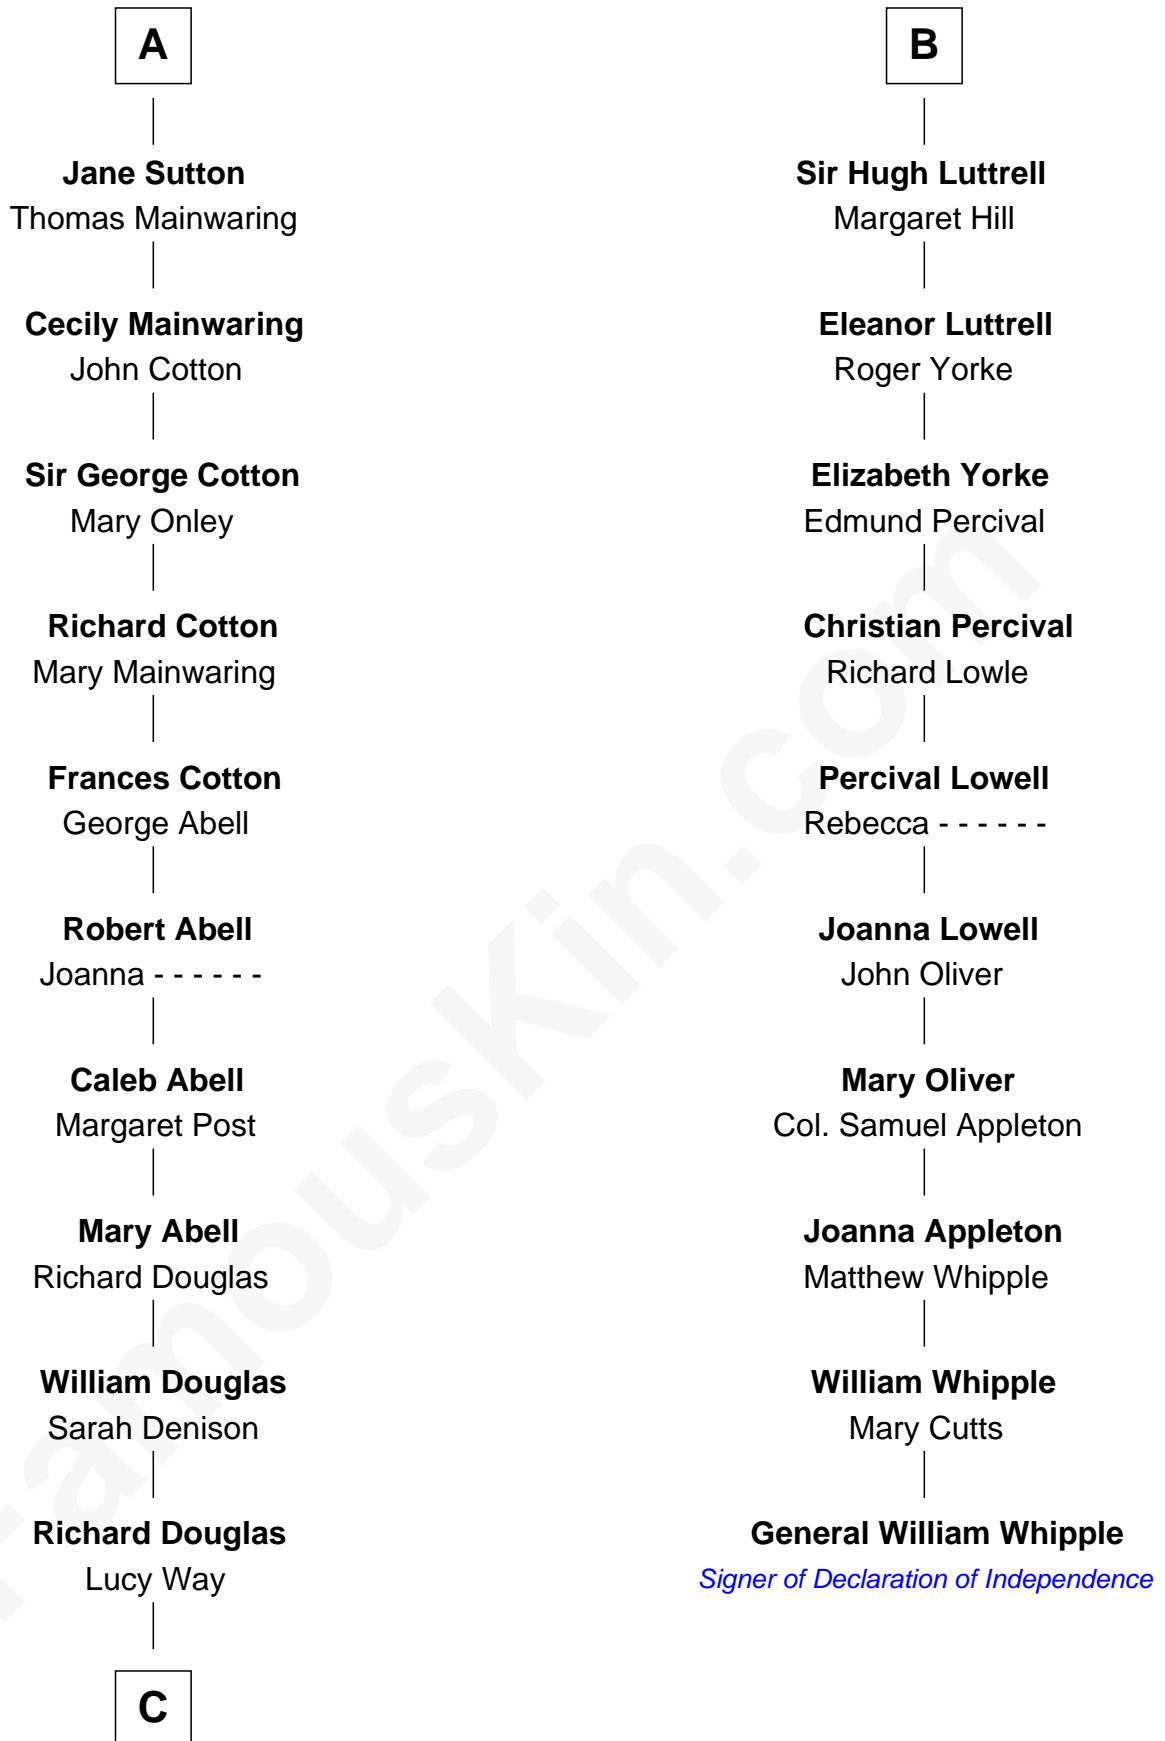 A
Jane Sutton
Thomas Mainwaring
Cecily Mainwaring
John Cotton
Sir George Cotton
Mary Onley
Richard Cotton
Mary Mainwaring
Frances Cotton
George Abell
Robert Abell
Joanna - - - - - -
Caleb Abell
Margaret Post
Mary Abell
Richard Douglas
William Douglas
Sarah Denison
Richard Douglas
Lucy Way
C
B
Sir Hugh Luttrell
Margaret Hill
Eleanor Luttrell
Roger Yorke
Elizabeth Yorke
Edmund Percival
Christian Percival
Richard Lowle
Percival Lowell
Rebecca - - - - - -
Joanna Lowell
John Oliver
Mary Oliver
Col. Samuel Appleton
Joanna Appleton
Matthew Whipple
William Whipple
Mary Cutts
General William Whipple
Signer of Declaration of Independence
FamousKin.com